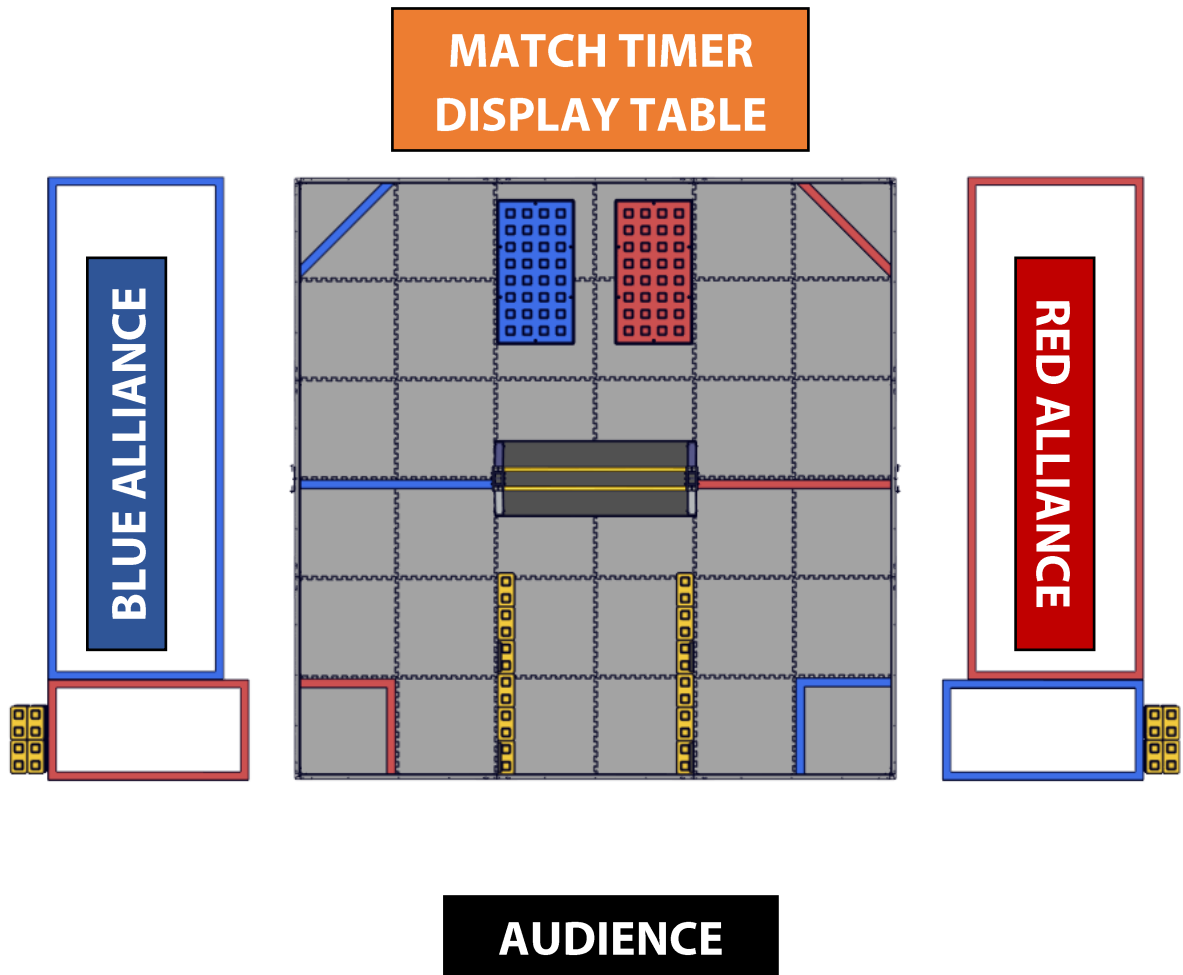 MATCH TIMER
DISPLAY TABLE
BLUE ALLIANCE
RED ALLIANCE
AUDIENCE